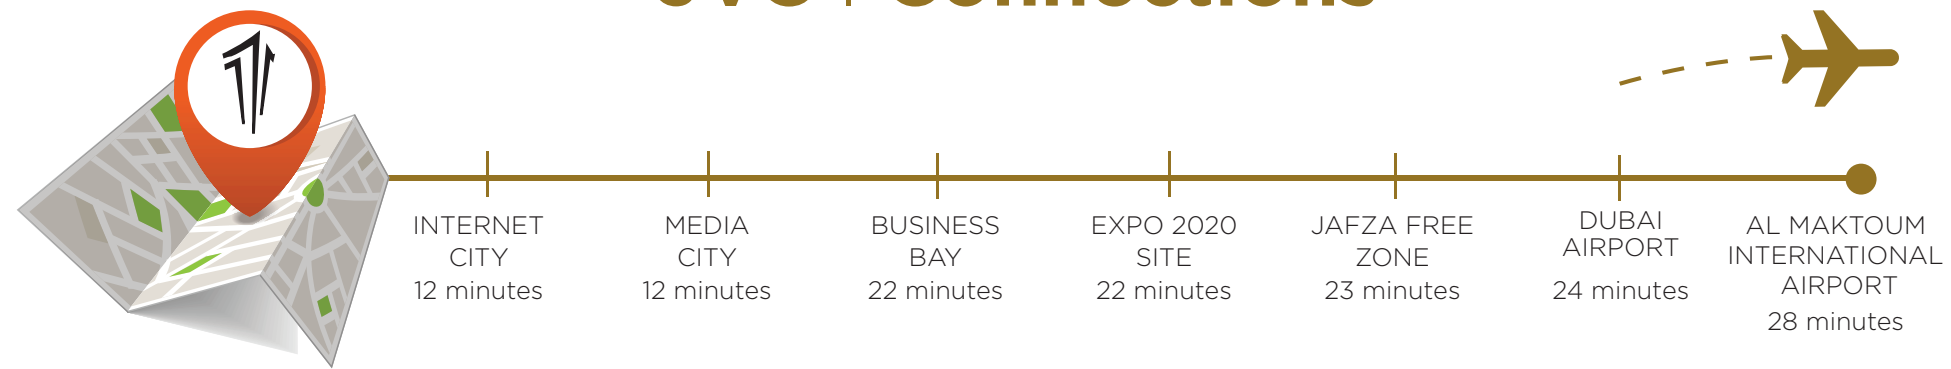 Connections
INTERNET
CITY
12 minutes
MEDIA
CITY
12 minutes
BUSINESS
BAY
22 minutes
EXPO 2020
SITE
22 minutes
JAFZA FREE
ZONE
23 minutes
DUBAI
AIRPORT
24 minutes
AL MAKTOUM
INTERNATIONAL
AIRPORT
28 minutes